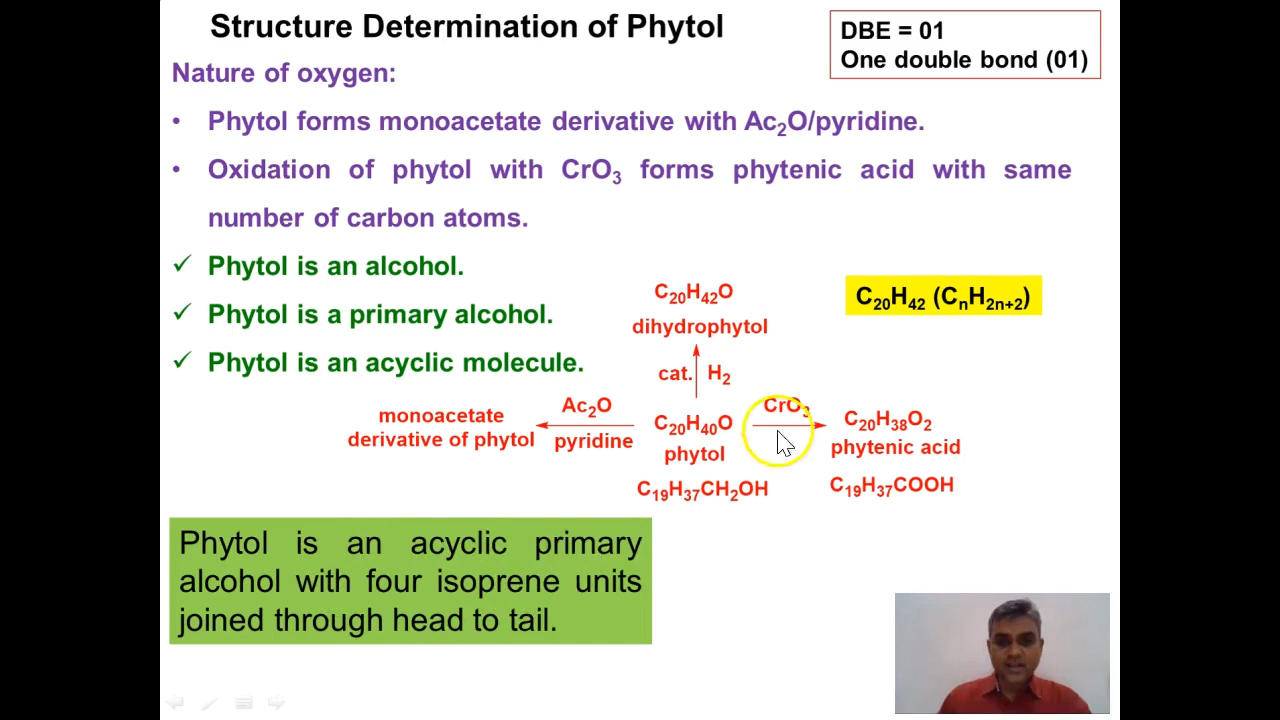 Structure Determination of Phytol
DBE = 01
One double bond (01)
Nature of oxygen:
• Phytol forms monoacetate derivative with Ac₂O/pyridine.
• Oxidation of phytol with CrO₃ forms phytenic acid with same
number of carbon atoms.
✓ Phytol is an alcohol.
✓ Phytol is a primary alcohol.
✓ Phytol is an acyclic molecule.
C₂₀H₄₂O
dihydrophytol
C₂₀H₄₂ (CₙH₂ₙ₊₂)
cat. H₂
monoacetate
derivative of phytol
Ac₂O
pyridine
C₂₀H₄₀O
phytol
C₁₉H₃₇CH₂OH
CrO₃
C₂₀H₃₈O₂
phytenic acid
C₁₉H₃₇COOH
Phytol is an acyclic primary
alcohol with four isoprene units
joined through head to tail.